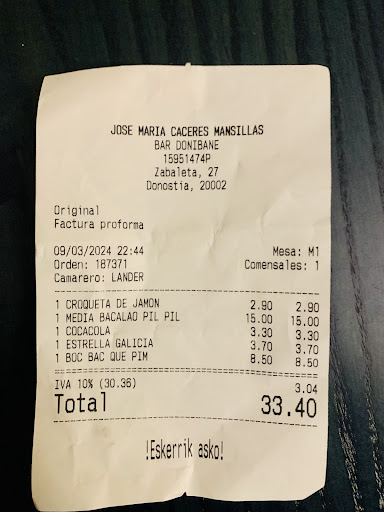 JOSE MARIA CACERES MANSILLAS
BAR DONIBANE
15951474P
Zabaleta, 27
Donostia, 20002
Original
Factura proforma
09/03/2024 22:44 Mesa: M1
Orden: 187371 Comensales: 1
Camarero: LANDER
1 CROQUETA DE JAMON 2.90 2.90
1 MEDIA BACALAO PIL PIL 15.00 15.00
1 COCACOLA 3.30 3.30
1 ESTRELLA GALICIA 3.70 3.70
1 BOC BAC QUE PIM 8.50 8.50
IVA 10% (30.36) 3.04
Total 33.40
!Eskerrik asko!